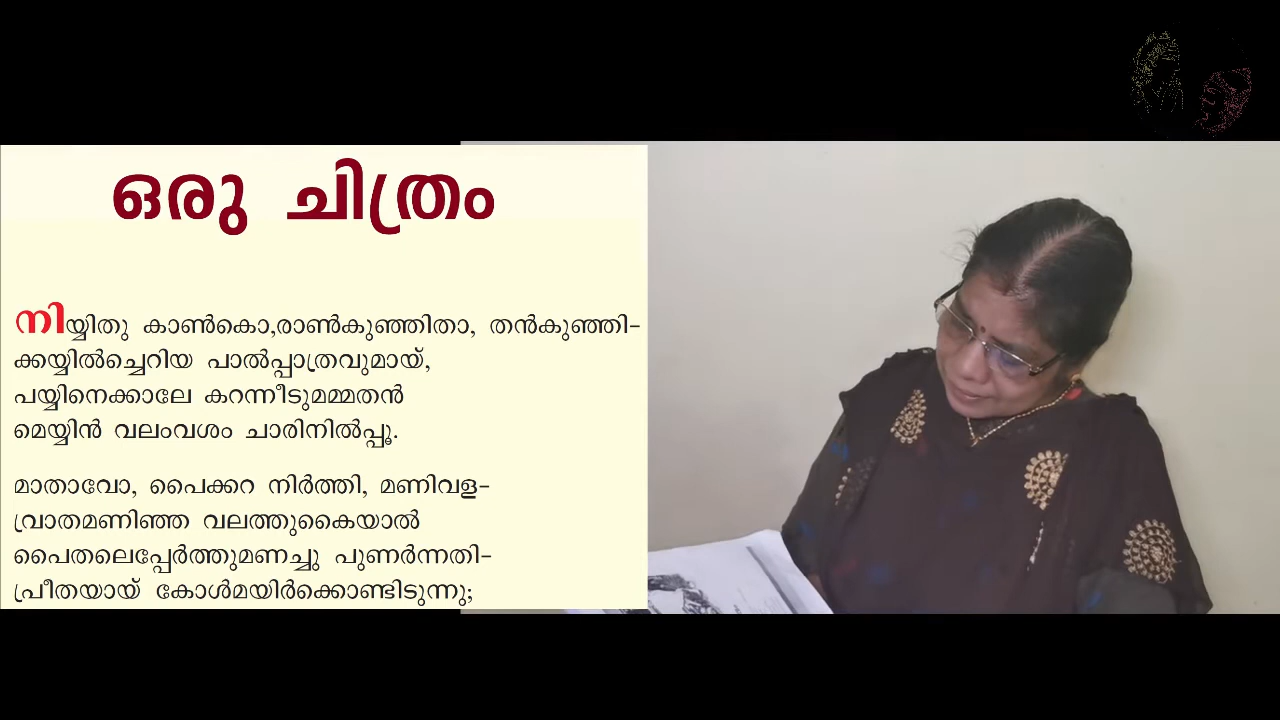 ഒരു ചിത്രം
നിയ്യിതു കാൺകൊ,രാൺകുഞ്ഞിതാ, തൻകുഞ്ഞി-
ക്കയ്യിൽച്ചെറിയ പാൽപ്പാത്രവുമായ്,
പയ്യിനെക്കാലേ കറന്നീടുമമ്മതൻ
മെയ്യിൻ വലംവശം ചാരിനിൽപ്പൂ.
മാതാവോ, പൈക്കറ നിർത്തി, മണിവള-
വ്രാതമണിഞ്ഞ വലത്തുകൈയാൽ
പൈതലെപ്പേർത്തുമണച്ചു പുണർന്നതി-
പ്രീതയായ് കോൾമയിർക്കൊണ്ടിടുന്നു;